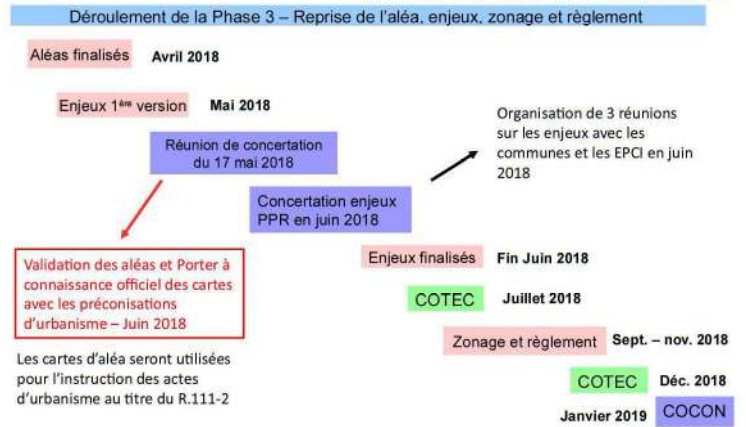 Déroulement de la Phase 3 – Reprise de l'aléa, enjeux, zonage et règlement
Aléas finalisés Avril 2018
Enjeux 1ère version Mai 2018
Réunion de concertation
du 17 mai 2018
Organisation de 3 réunions
sur les enjeux avec les
communes et les EPCI en juin
2018
Concertation enjeux
PPR en juin 2018
Validation des aléas et Porter à
connaissance officiel des cartes
avec les préconisations
d'urbanisme – Juin 2018
Enjeux finalisés Fin Juin 2018
COTEC Juillet 2018
Les cartes d'aléa seront utilisées
pour l'instruction des actes
d'urbanisme au titre du R.111-2
Zonage et règlement Sept. – nov. 2018
COTEC Déc. 2018
Janvier 2019 COCON